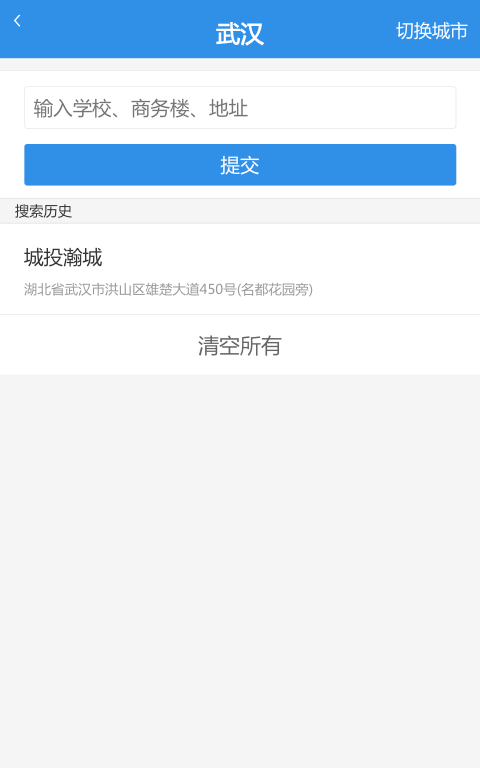 武汉
切换城市
输入学校、商务楼、地址
提交
搜索历史
城投瀚城
湖北省武汉市洪山区雄楚大道450号(名都花园旁)
清空所有